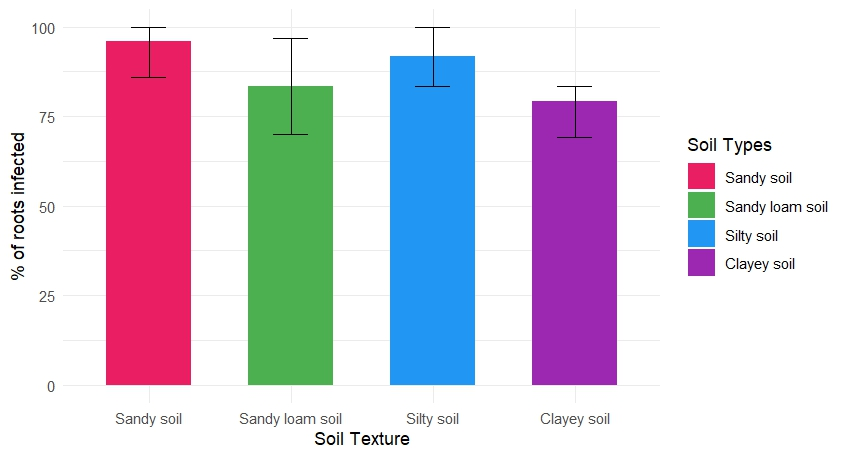 % of roots infected
100
75
50
25
0
Sandy soil
Sandy loam soil
Silty soil
Clayey soil
Soil Texture
Soil Types
Sandy soil
Sandy loam soil
Silty soil
Clayey soil